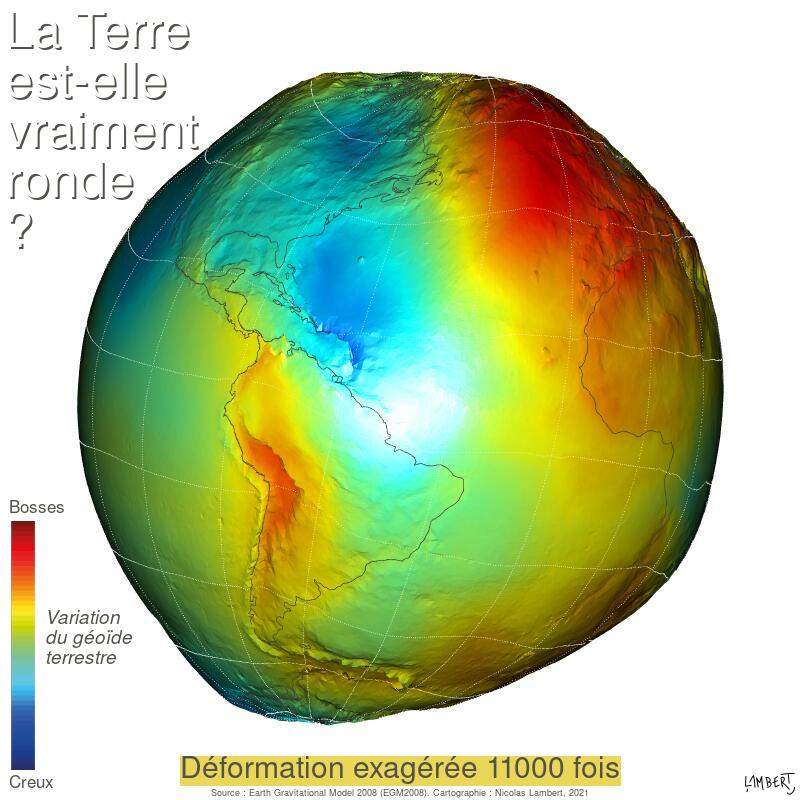 La Terre
est-elle
vraiment
ronde
?
Bosses
Variation
du géoïde
terrestre
Creux
Déformation exagérée 11000 fois
Source : Earth Gravitational Model 2008 (EGM2008). Cartographie : Nicolas Lambert, 2021
LAMBERT